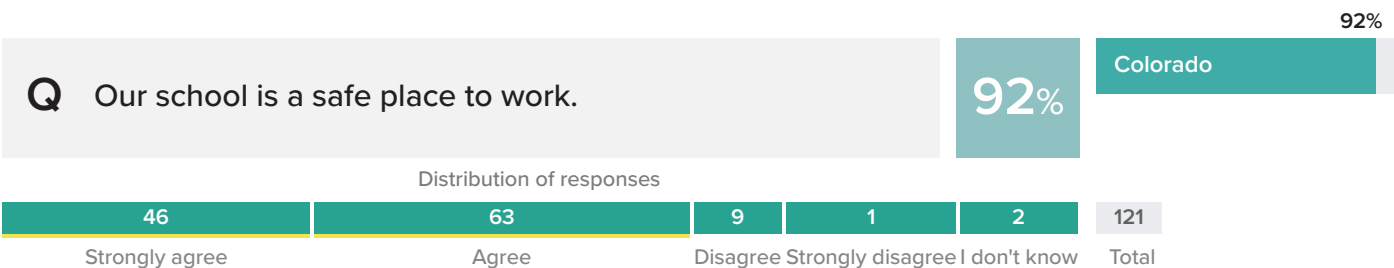 92%
Q Our school is a safe place to work.
92%
Colorado
Distribution of responses
46 63 9 1 2 121
Strongly agree Agree Disagree Strongly disagree I don't know Total